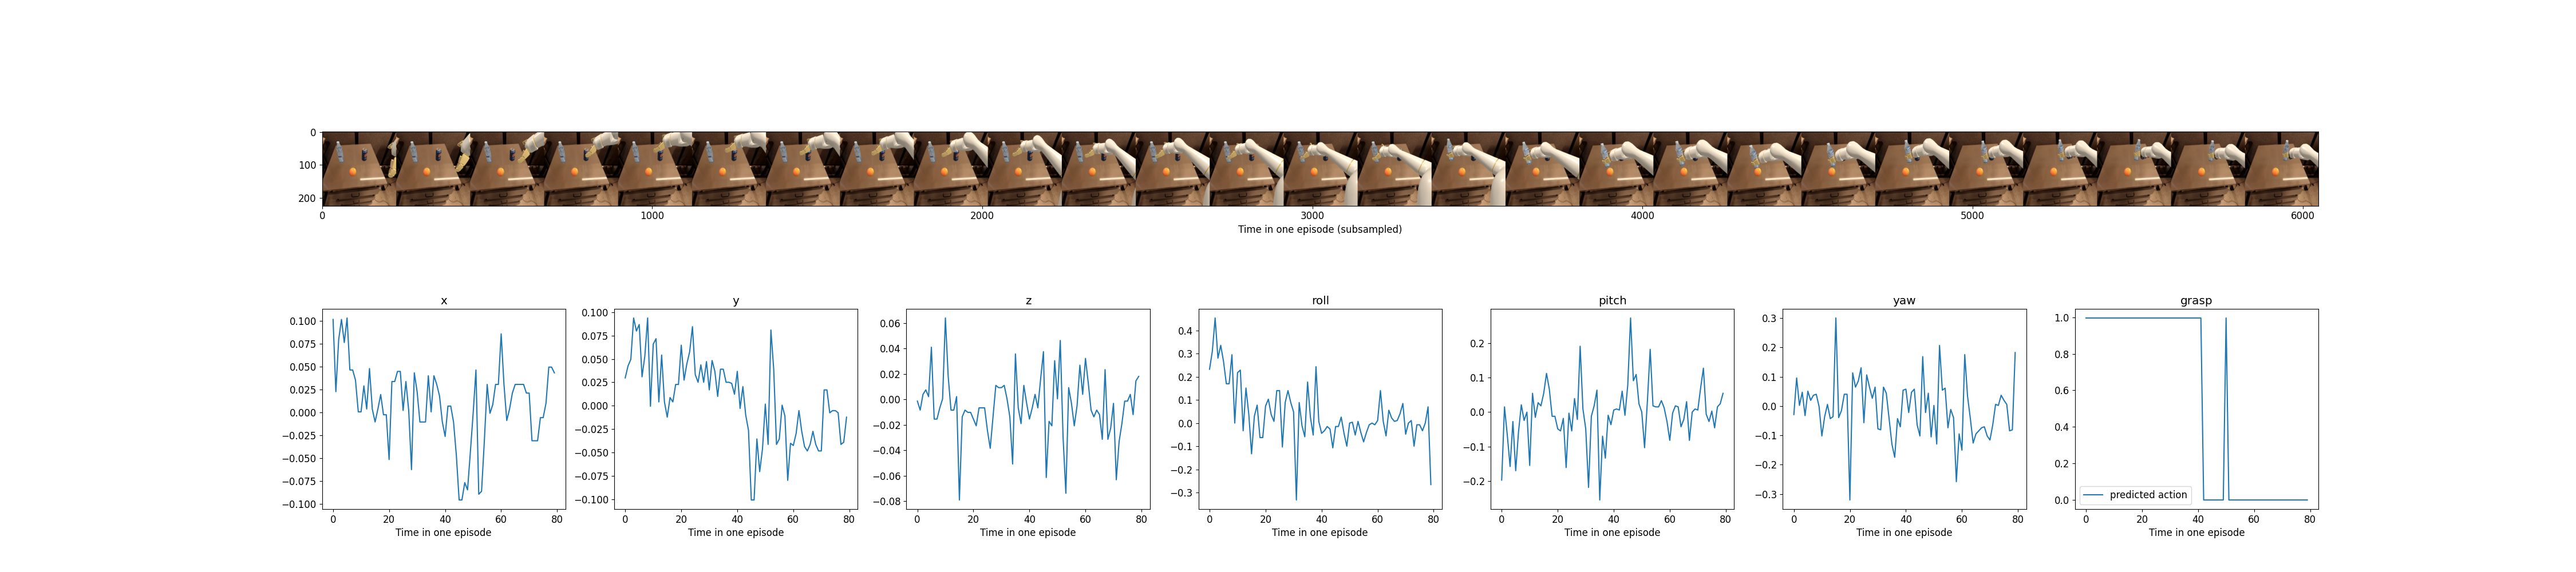 0
100
200
0 1000 2000 3000 4000 5000 6000
Time in one episode (subsampled)
x
0.100
0.075
0.050
0.025
0.000
−0.025
−0.050
−0.075
−0.100
0 20 40 60 80
Time in one episode
y
0.100
0.075
0.050
0.025
0.000
−0.025
−0.050
−0.075
−0.100
0 20 40 60 80
Time in one episode
z
0.06
0.04
0.02
0.00
−0.02
−0.04
−0.06
−0.08
0 20 40 60 80
Time in one episode
roll
0.4
0.3
0.2
0.1
0.0
−0.1
−0.2
−0.3
0 20 40 60 80
Time in one episode
pitch
0.2
0.1
0.0
−0.1
−0.2
0 20 40 60 80
Time in one episode
yaw
0.3
0.2
0.1
0.0
−0.1
−0.2
−0.3
0 20 40 60 80
Time in one episode
grasp
1.0
0.8
0.6
0.4
0.2
0.0
predicted action
0 20 40 60 80
Time in one episode